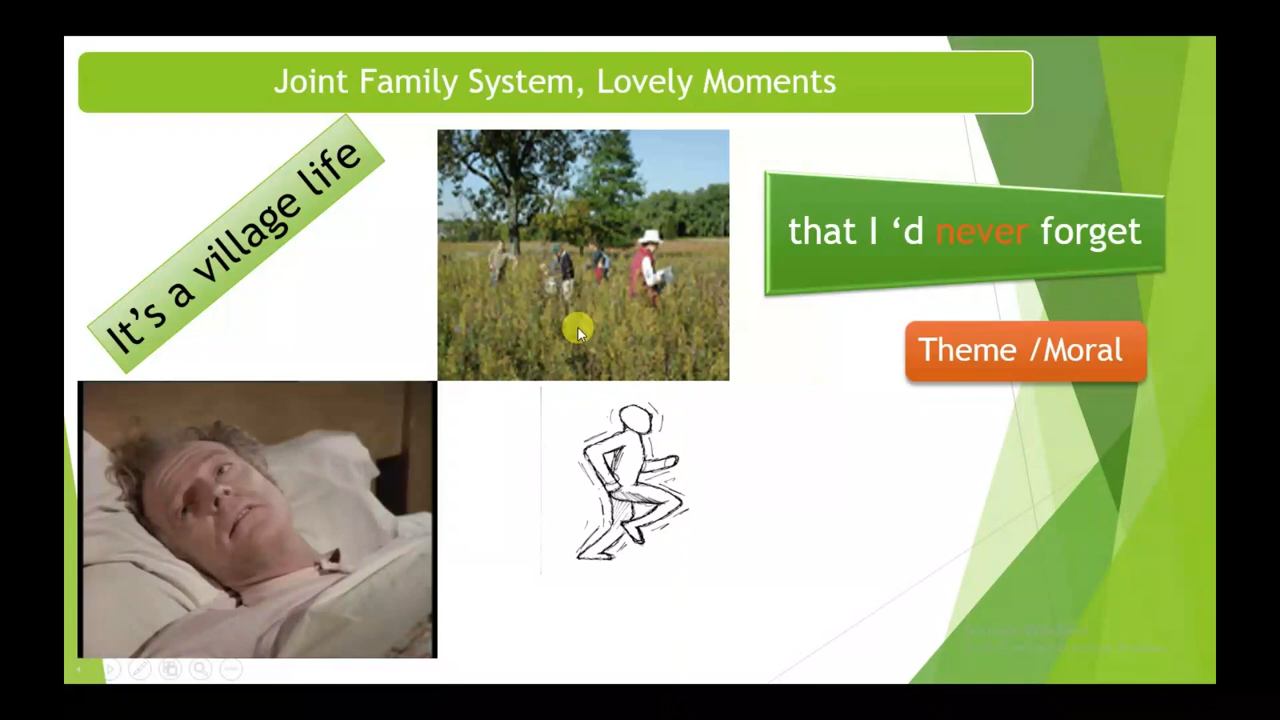 Joint Family System, Lovely Moments
It's a village life
that I ‘d never forget
Theme /Moral